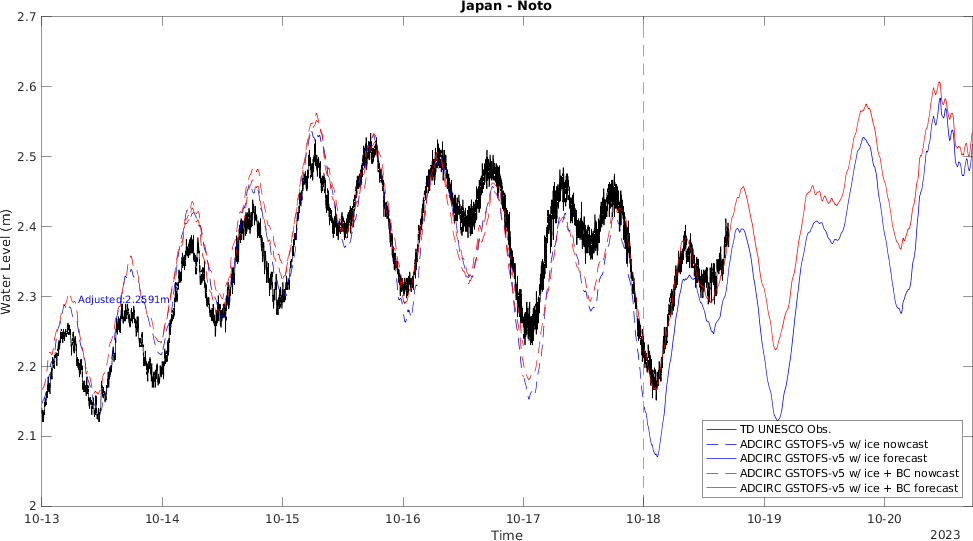 Japan - Noto
2.7
2.6
2.5
2.4
2.3
2.2
2.1
2
Water Level (m)
Adjusted:2.2591m
TD UNESCO Obs.
ADCIRC GSTOFS-v5 w/ ice nowcast
ADCIRC GSTOFS-v5 w/ ice forecast
ADCIRC GSTOFS-v5 w/ ice + BC nowcast
ADCIRC GSTOFS-v5 w/ ice + BC forecast
10-13 10-14 10-15 10-16 10-17 10-18 10-19 10-20
Time
2023